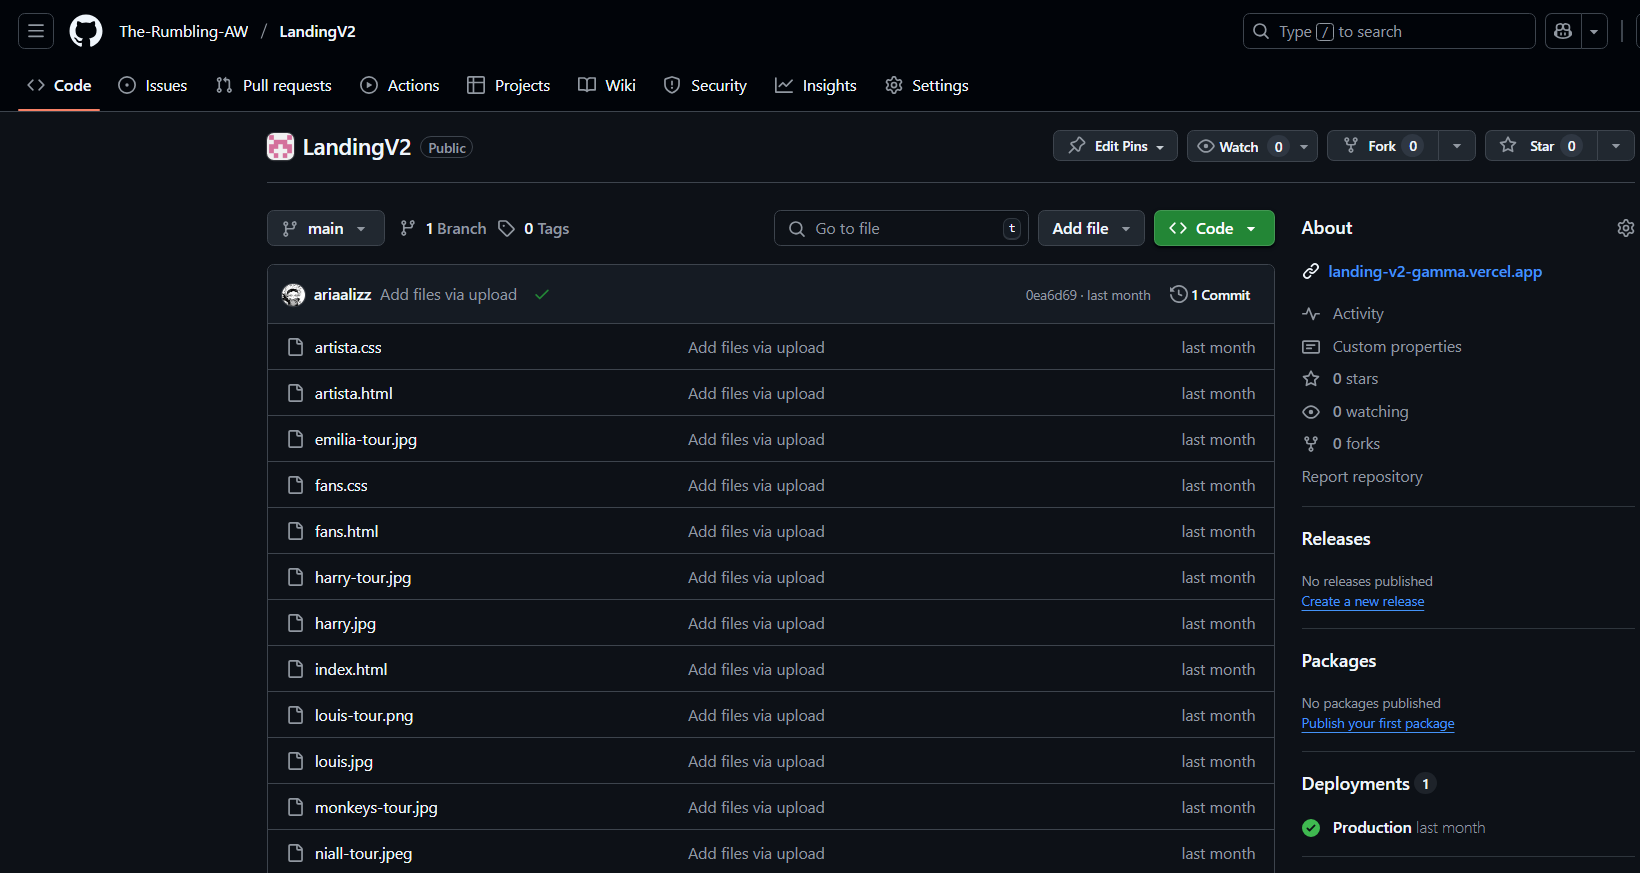 The-Rumbling-AW / LandingV2
Type / to search
Code Issues Pull requests Actions Projects Wiki Security Insights Settings
LandingV2 Public
Edit Pins Watch 0 Fork 0 Star 0
main 1 Branch 0 Tags
Go to file t Add file Code
ariaalizz Add files via upload 0ea6d69 · last month 1 Commit
artista.css Add files via upload last month
artista.html Add files via upload last month
emilia-tour.jpg Add files via upload last month
fans.css Add files via upload last month
fans.html Add files via upload last month
harry-tour.jpg Add files via upload last month
harry.jpg Add files via upload last month
index.html Add files via upload last month
louis-tour.png Add files via upload last month
louis.jpg Add files via upload last month
monkeys-tour.jpg Add files via upload last month
niall-tour.jpeg Add files via upload last month
About
landing-v2-gamma.vercel.app
Activity
Custom properties
0 stars
0 watching
0 forks
Report repository
Releases
No releases published
Create a new release
Packages
No packages published
Publish your first package
Deployments 1
Production last month